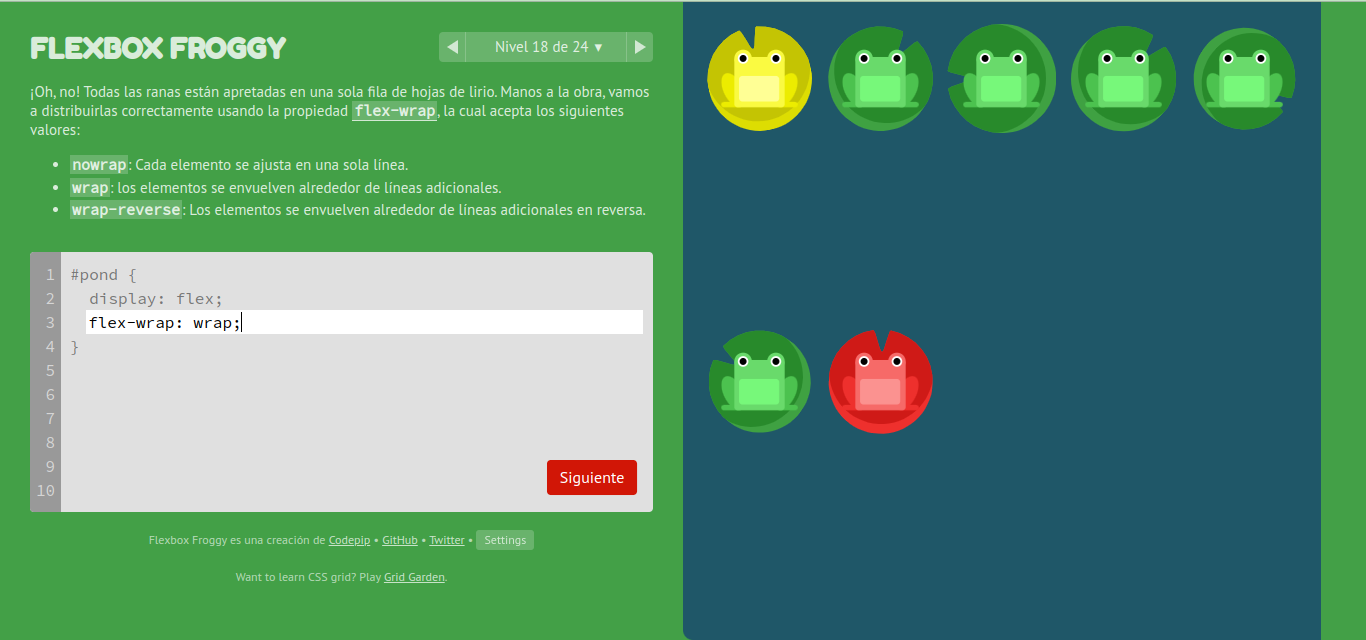 FLEXBOX FROGGY
◀ Nivel 18 de 24 ▾ ▶
¡Oh, no! Todas las ranas están apretadas en una sola fila de hojas de lirio. Manos a la obra, vamos
a distribuirlas correctamente usando la propiedad flex-wrap, la cual acepta los siguientes
valores:
• nowrap: Cada elemento se ajusta en una sola línea.
• wrap: los elementos se envuelven alrededor de líneas adicionales.
• wrap-reverse: Los elementos se envuelven alrededor de líneas adicionales en reversa.
1 #pond {
2 display: flex;
3 flex-wrap: wrap;
4 }
5
6
7
8
9
10
Siguiente
Flexbox Froggy es una creación de Codepip • GitHub • Twitter • Settings
Want to learn CSS grid? Play Grid Garden.